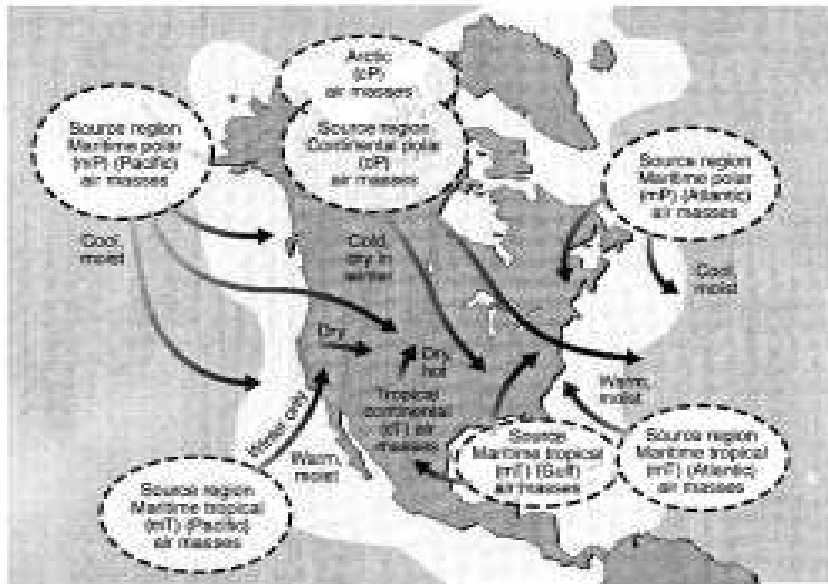 Arctic
(cP)
air masses
Source region
Maritime polar
(mP) (Pacific)
air masses
Source region
Continental polar
(cP)
air masses
Source region
Maritime polar
(mP) (Atlantic)
air masses
Cool,
moist
Cold,
dry in
winter
Cool,
moist
Dry
Dry,
hot
Tropical
continental
(cT) air
masses
Warm,
moist
Winter only
Warm,
moist
Source
Maritime tropical
(mT) (Gulf)
air masses
Source region
Maritime tropical
(mT) (Atlantic)
air masses
Source region
Maritime tropical
(mT) (Pacific)
air masses